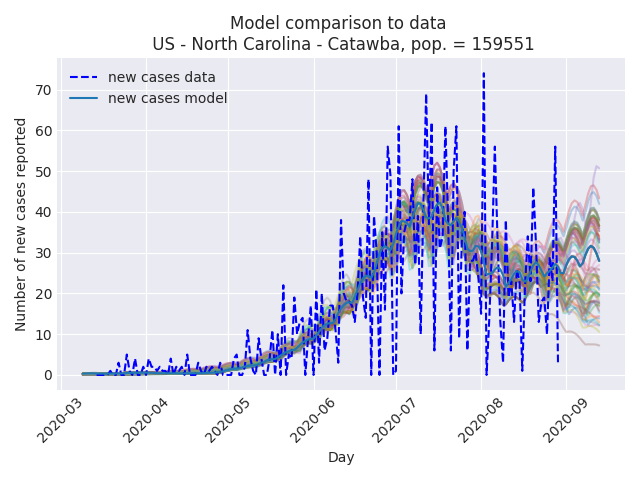 Model comparison to data
US - North Carolina - Catawba, pop. = 159551
new cases data
new cases model
Number of new cases reported
70
60
50
40
30
20
10
0
2020-03
2020-04
2020-05
2020-06
2020-07
2020-08
2020-09
Day